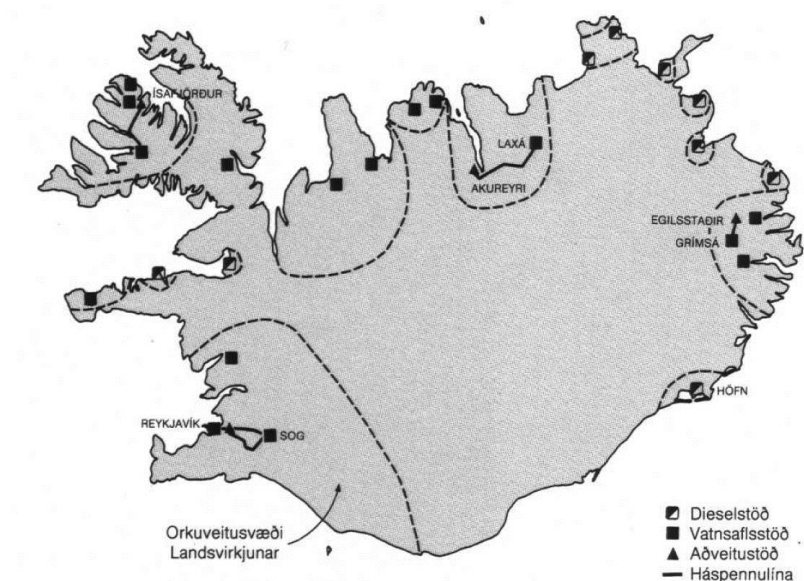 ÍSAFJÖRÐUR
LAXÁ
AKUREYRI
EGILSSTAÐIR
GRÍMSÁ
HÖFN
REYKJAVÍK
SOG
Orkuveitusvæði
Landsvirkjunar
Dieselstöð
Vatnsaflsstöð
Aðveitustöð
Háspennulína